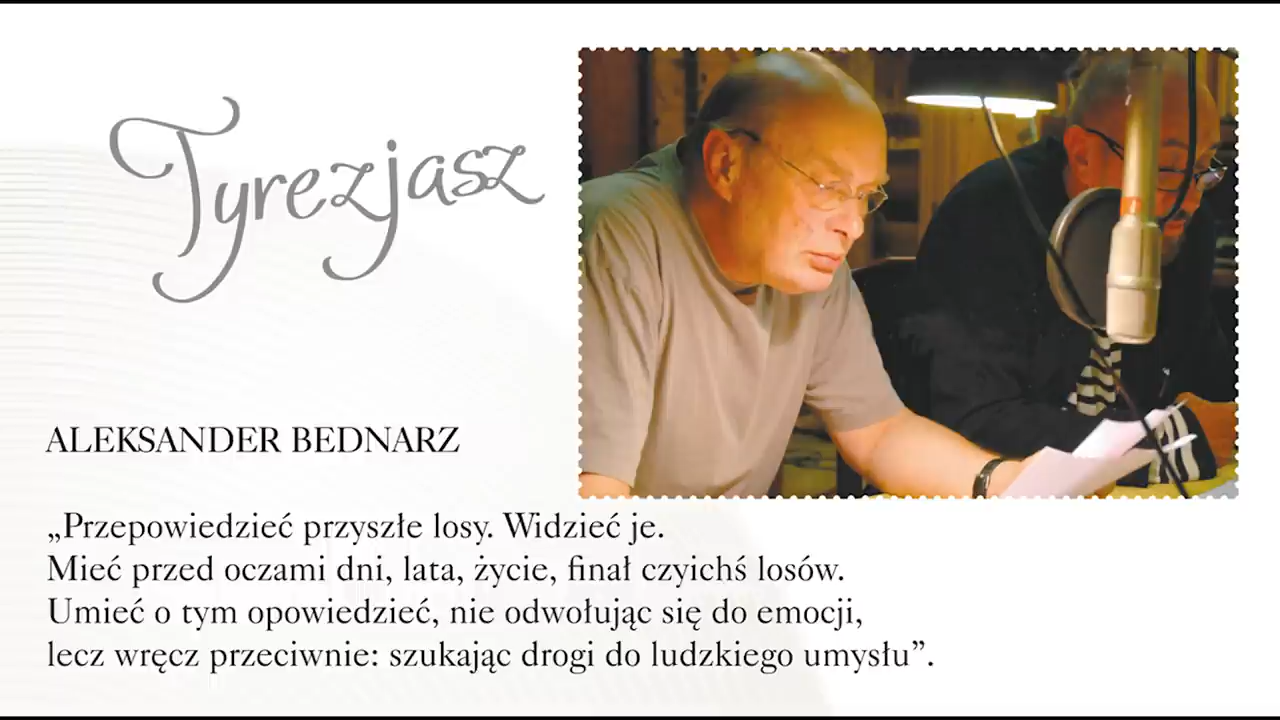 Tyrezjasz
ALEKSANDER BEDNARZ
„Przepowiedzieć przyszłe losy. Widzieć je.
Mieć przed oczami dni, lata, życie, finał czyichś losów.
Umieć o tym opowiedzieć, nie odwołując się do emocji,
lecz wręcz przeciwnie: szukając drogi do ludzkiego umysłu”.